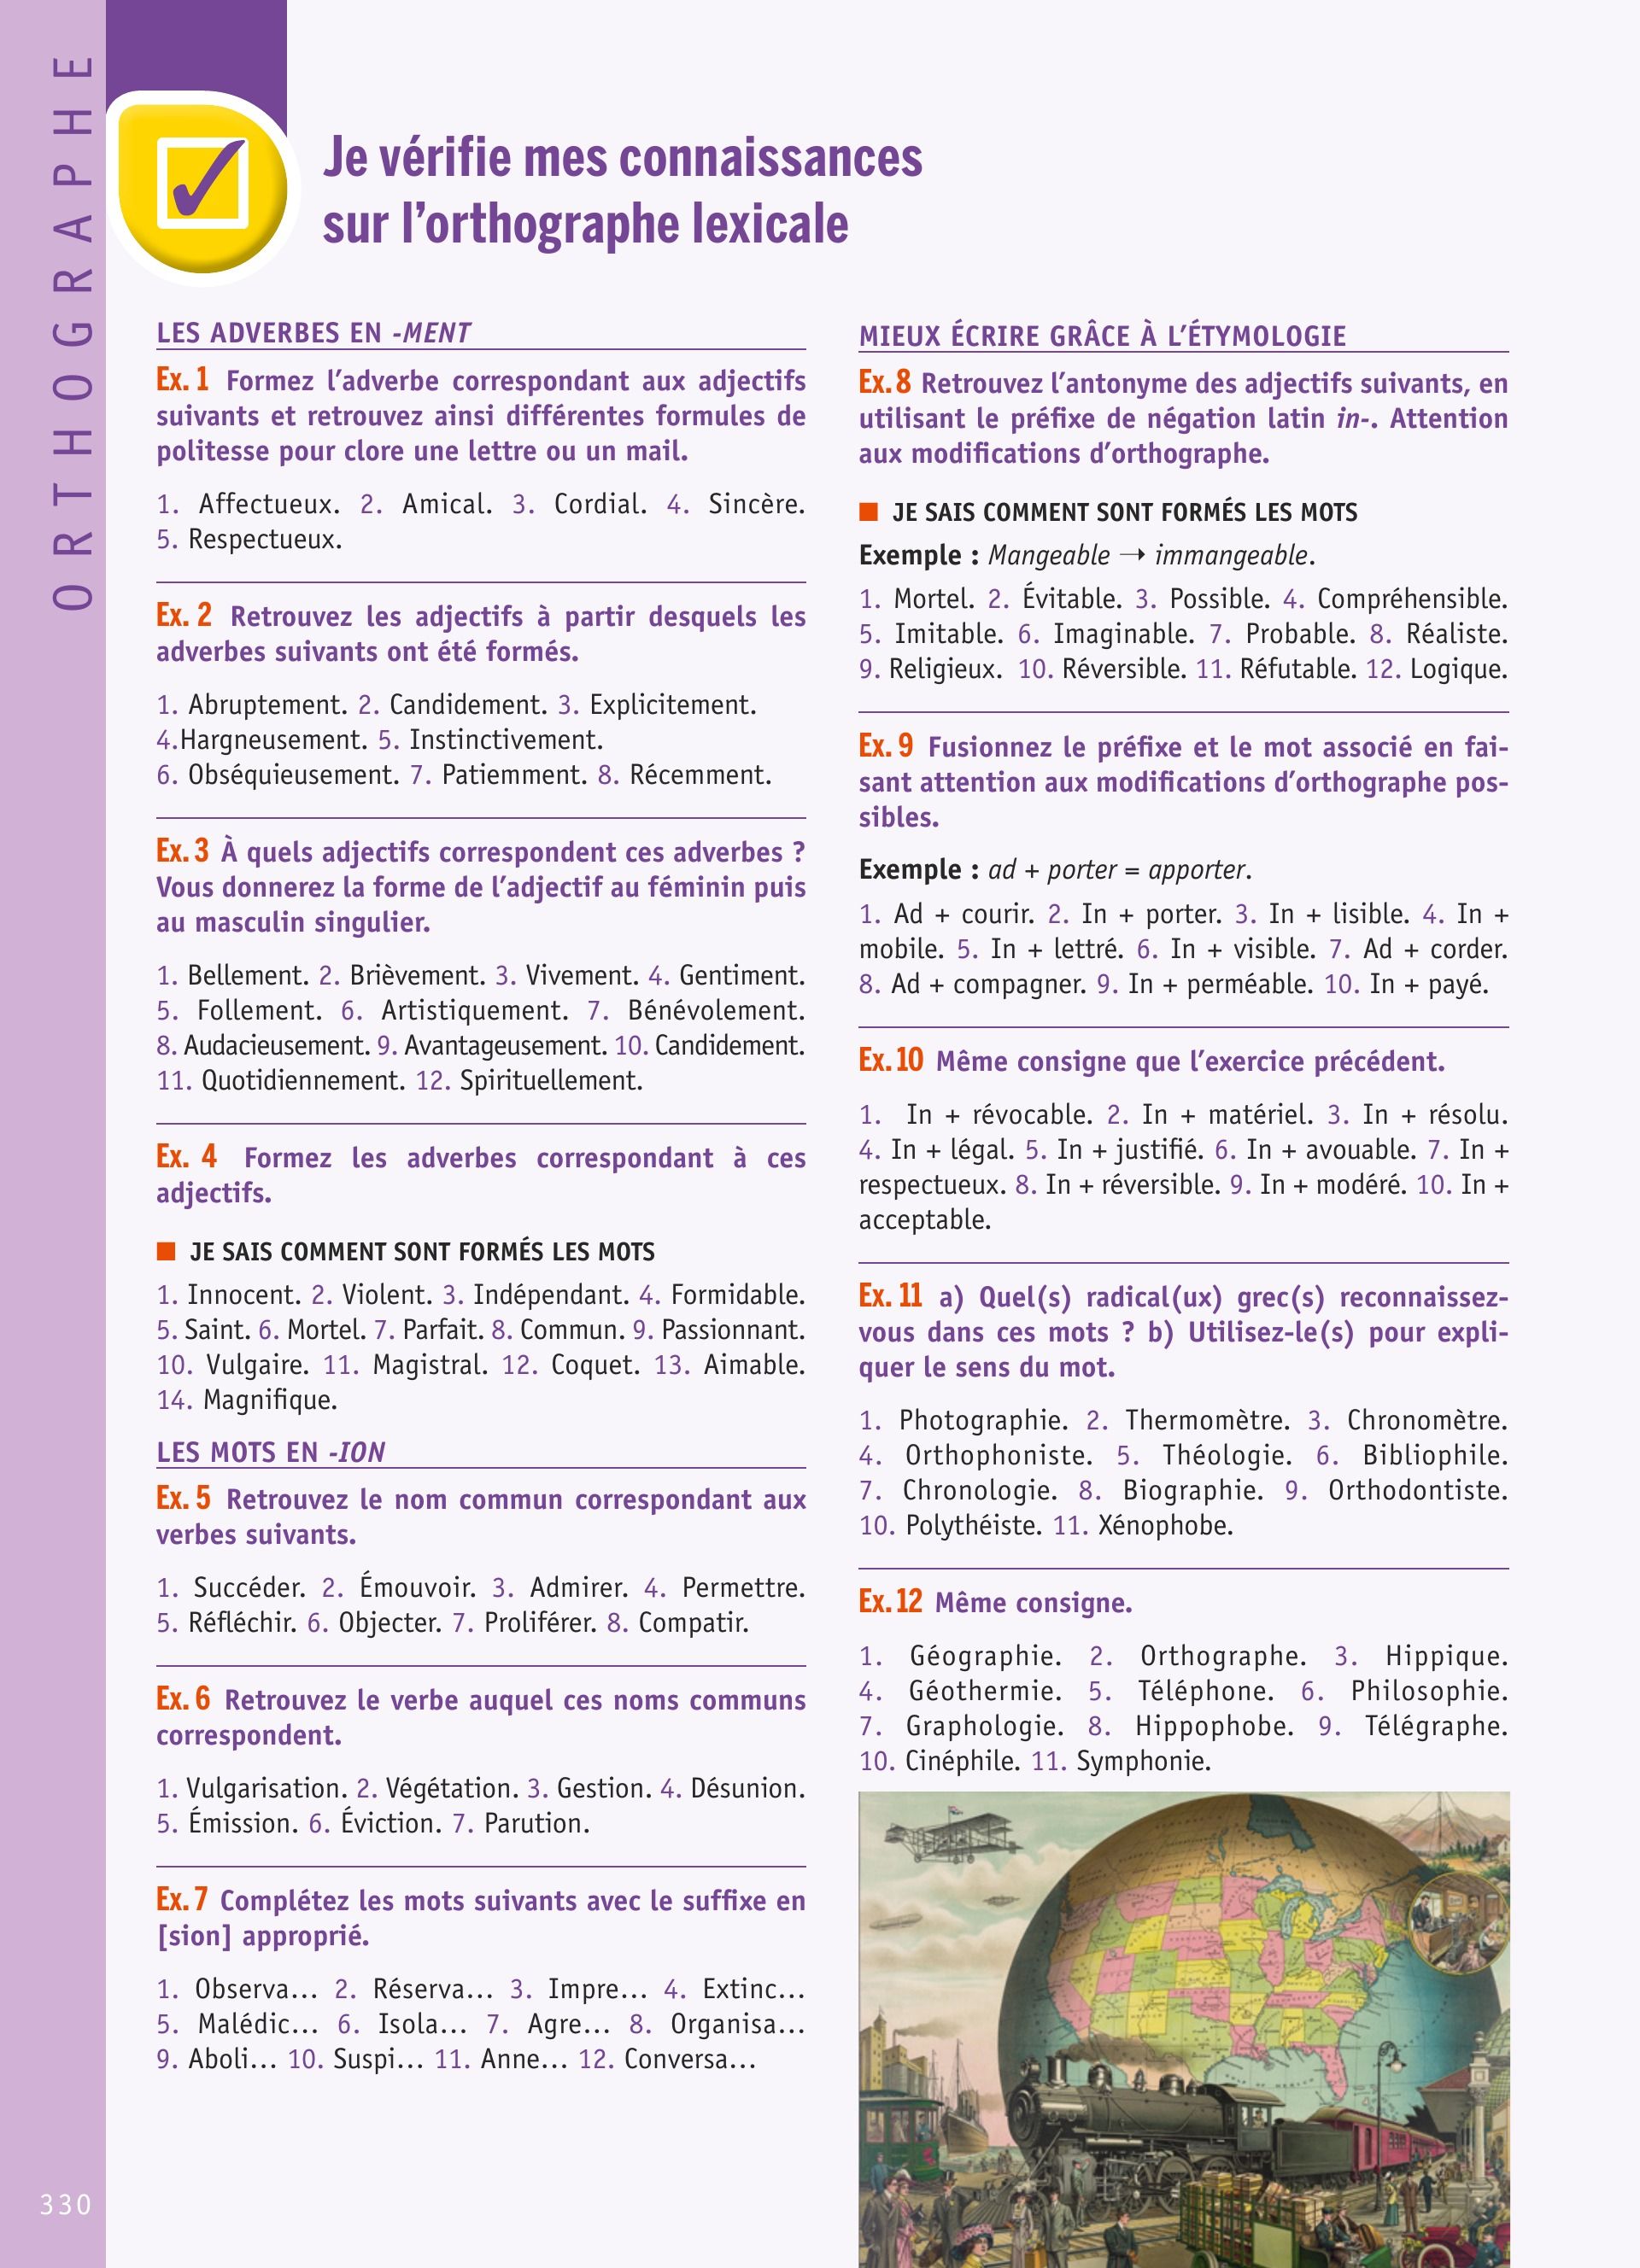 ORTHOGRAPHE
Je vérifie mes connaissances
sur l’orthographe lexicale
LES ADVERBES EN -MENT
Ex. 1 Formez l’adverbe correspondant aux adjectifs
suivants et retrouvez ainsi différentes formules de
politesse pour clore une lettre ou un mail.
1. Affectueux. 2. Amical. 3. Cordial. 4. Sincère.
5. Respectueux.
Ex. 2 Retrouvez les adjectifs à partir desquels les
adverbes suivants ont été formés.
1. Abruptement. 2. Candidement. 3. Explicitement.
4.Hargneusement. 5. Instinctivement.
6. Obséquieusement. 7. Patiemment. 8. Récemment.
Ex. 3 À quels adjectifs correspondent ces adverbes ?
Vous donnerez la forme de l’adjectif au féminin puis
au masculin singulier.
1. Bellement. 2. Brièvement. 3. Vivement. 4. Gentiment.
5. Follement. 6. Artistiquement. 7. Bénévolement.
8. Audacieusement. 9. Avantageusement. 10. Candidement.
11. Quotidiennement. 12. Spirituellement.
Ex. 4 Formez les adverbes correspondant à ces
adjectifs.
■ JE SAIS COMMENT SONT FORMÉS LES MOTS
1. Innocent. 2. Violent. 3. Indépendant. 4. Formidable.
5. Saint. 6. Mortel. 7. Parfait. 8. Commun. 9. Passionnant.
10. Vulgaire. 11. Magistral. 12. Coquet. 13. Aimable.
14. Magnifique.
LES MOTS EN -ION
Ex. 5 Retrouvez le nom commun correspondant aux
verbes suivants.
1. Succéder. 2. Émouvoir. 3. Admirer. 4. Permettre.
5. Réfléchir. 6. Objecter. 7. Proliférer. 8. Compatir.
Ex. 6 Retrouvez le verbe auquel ces noms communs
correspondent.
1. Vulgarisation. 2. Végétation. 3. Gestion. 4. Désunion.
5. Émission. 6. Éviction. 7. Parution.
Ex. 7 Complétez les mots suivants avec le suffixe en
[sion] approprié.
1. Observa... 2. Réserva... 3. Impre... 4. Extinc...
5. Malédic... 6. Isola... 7. Agre... 8. Organisa...
9. Aboli... 10. Suspi... 11. Anne... 12. Conversa...
MIEUX ÉCRIRE GRÂCE À L’ÉTYMOLOGIE
Ex. 8 Retrouvez l’antonyme des adjectifs suivants, en
utilisant le préfixe de négation latin in-. Attention
aux modifications d’orthographe.
■ JE SAIS COMMENT SONT FORMÉS LES MOTS
Exemple : Mangeable → immangeable.
1. Mortel. 2. Évitable. 3. Possible. 4. Compréhensible.
5. Imitable. 6. Imaginable. 7. Probable. 8. Réaliste.
9. Religieux. 10. Réversible. 11. Réfutable. 12. Logique.
Ex. 9 Fusionnez le préfixe et le mot associé en fai-
sant attention aux modifications d’orthographe pos-
sibles.
Exemple : ad + porter = apporter.
1. Ad + courir. 2. In + porter. 3. In + lisible. 4. In +
mobile. 5. In + lettré. 6. In + visible. 7. Ad + corder.
8. Ad + compagner. 9. In + perméable. 10. In + payé.
Ex. 10 Même consigne que l’exercice précédent.
1. In + révocable. 2. In + matériel. 3. In + résolu.
4. In + légal. 5. In + justifié. 6. In + avouable. 7. In +
respectueux. 8. In + réversible. 9. In + modéré. 10. In +
acceptable.
Ex. 11 a) Quel(s) radical(ux) grec(s) reconnaissez-
vous dans ces mots ? b) Utilisez-le(s) pour expli-
quer le sens du mot.
1. Photographie. 2. Thermomètre. 3. Chronomètre.
4. Orthophoniste. 5. Théologie. 6. Bibliophile.
7. Chronologie. 8. Biographie. 9. Orthodontiste.
10. Polythéiste. 11. Xénophobe.
Ex. 12 Même consigne.
1. Géographie. 2. Orthographe. 3. Hippique.
4. Géothermie. 5. Téléphone. 6. Philosophie.
7. Graphologie. 8. Hippophobe. 9. Télégraphe.
10. Cinéphile. 11. Symphonie.
330